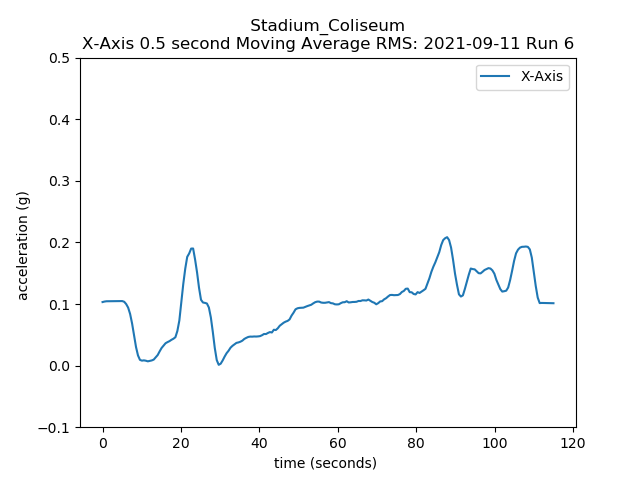 Stadium_Coliseum
X-Axis 0.5 second Moving Average RMS: 2021-09-11 Run 6
X-Axis
0.5
0.4
0.3
0.2
0.1
0.0
−0.1
acceleration (g)
0 20 40 60 80 100 120
time (seconds)